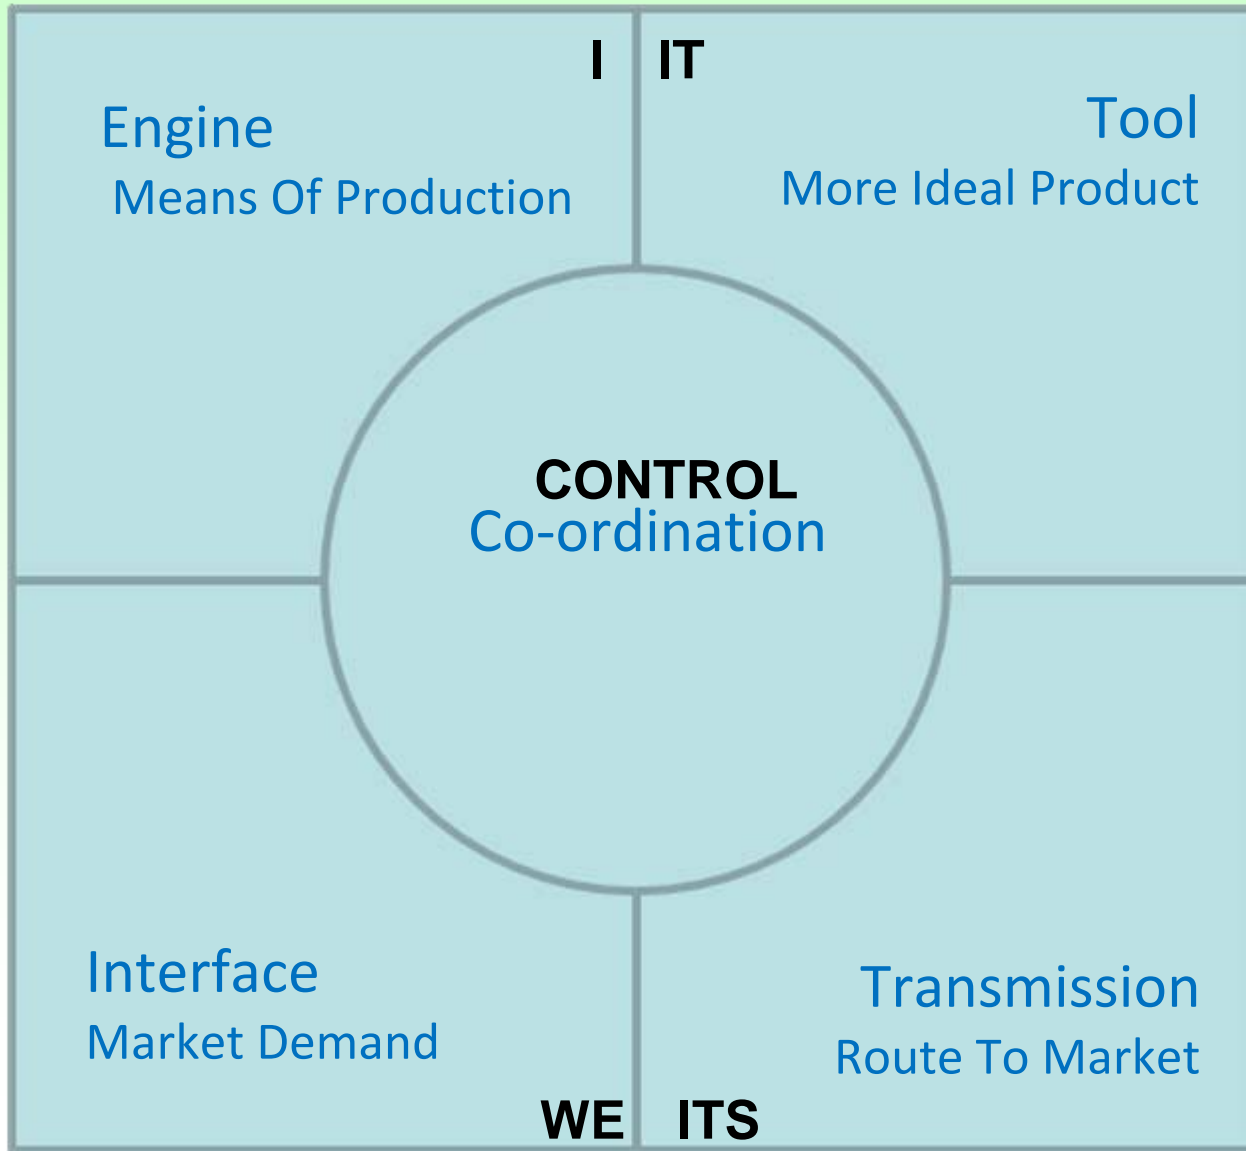 I
IT
Engine
Means Of Production
Tool
More Ideal Product
CONTROL
Co-ordination
Interface
Market Demand
Transmission
Route To Market
WE
ITS